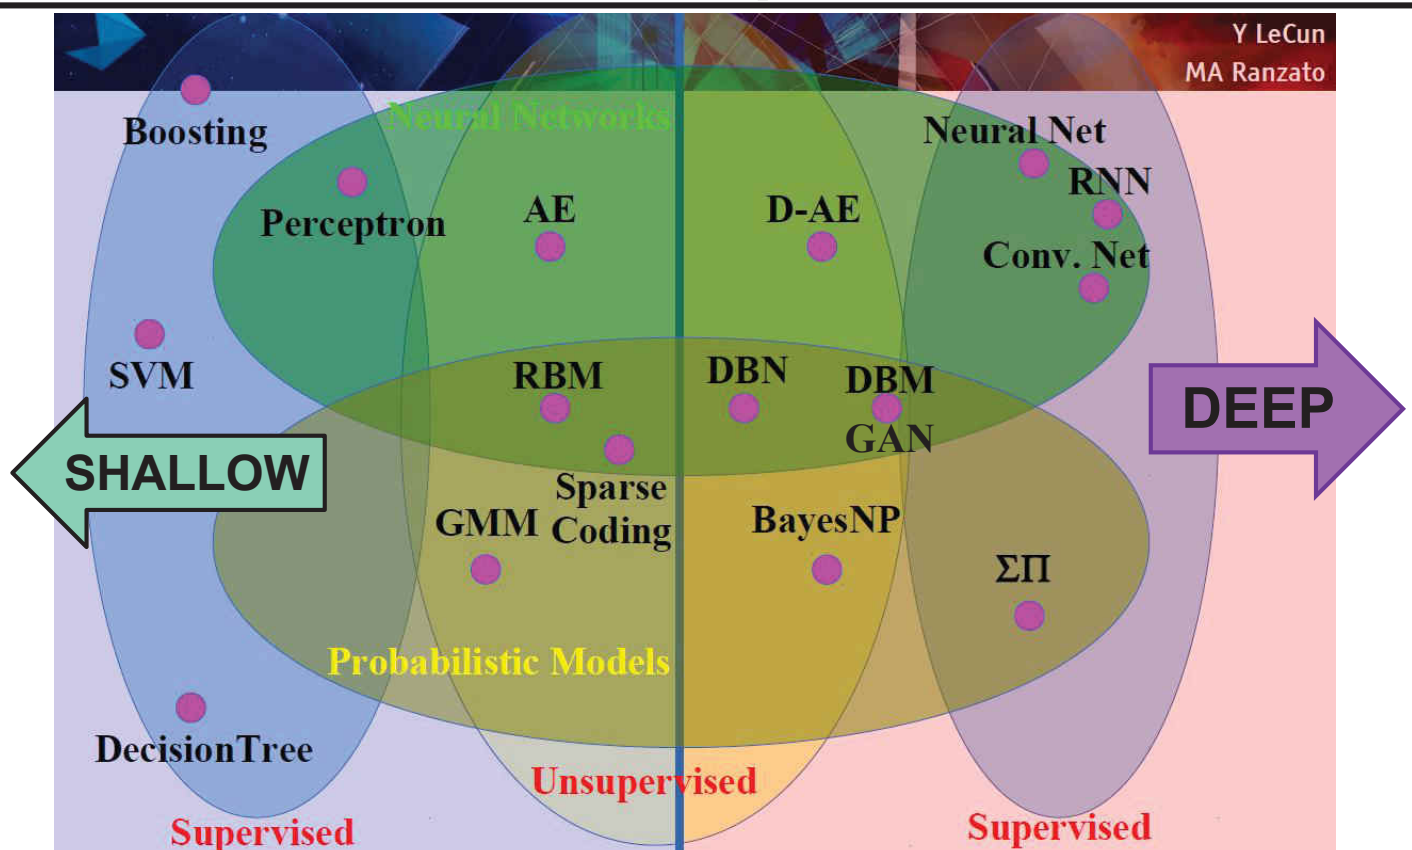 Y LeCun
MA Ranzato
Boosting
Neural Networks
Neural Net
RNN
Perceptron
AE
D-AE
Conv. Net
SVM
RBM
DBN
DBM
GAN
DEEP
SHALLOW
Sparse
Coding
GMM
BayesNP
ΣΠ
Probabilistic Models
DecisionTree
Unsupervised
Supervised
Supervised